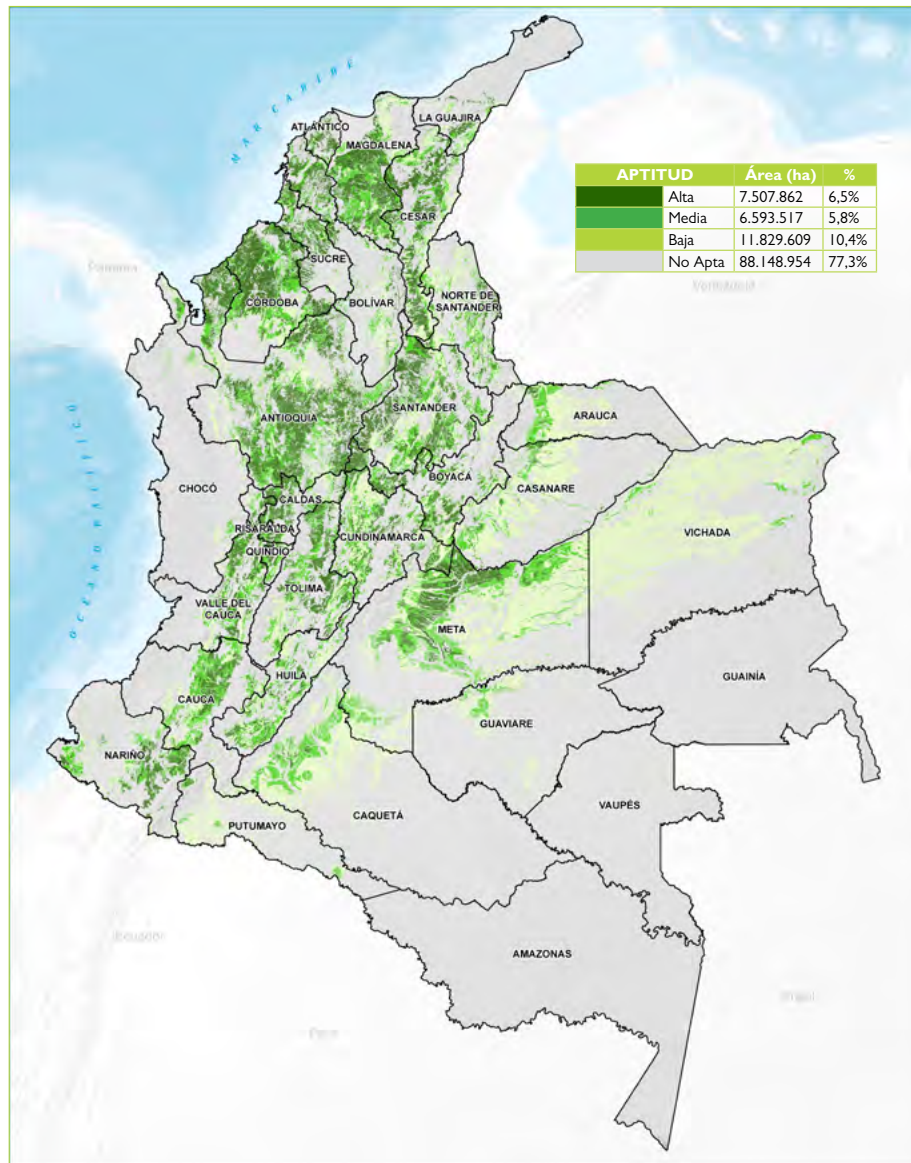 MAR CARIBE
ATLÁNTICO
LA GUAJIRA
MAGDALENA
APTITUD Área (ha) %
Alta 7.507.862 6,5%
Media 6.593.517 5,8%
Baja 11.829.609 10,4%
No Apta 88.148.954 77,3%
CESAR
SUCRE
Panamá
CÓRDOBA
BOLÍVAR
NORTE DE
SANTANDER
OCEANO PACÍFICO
ANTIOQUIA
SANTANDER
ARAUCA
CHOCÓ
BOYACÁ
CASANARE
CALDAS
VICHADA
RISARALDA
CUNDINAMARCA
QUINDÍO
TOLIMA
VALLE DEL
CAUCA
META
HUILA
GUAINÍA
CAUCA
GUAVIARE
NARIÑO
VAUPÉS
CAQUETÁ
PUTUMAYO
Ecuador
AMAZONAS
Brasil
Perú